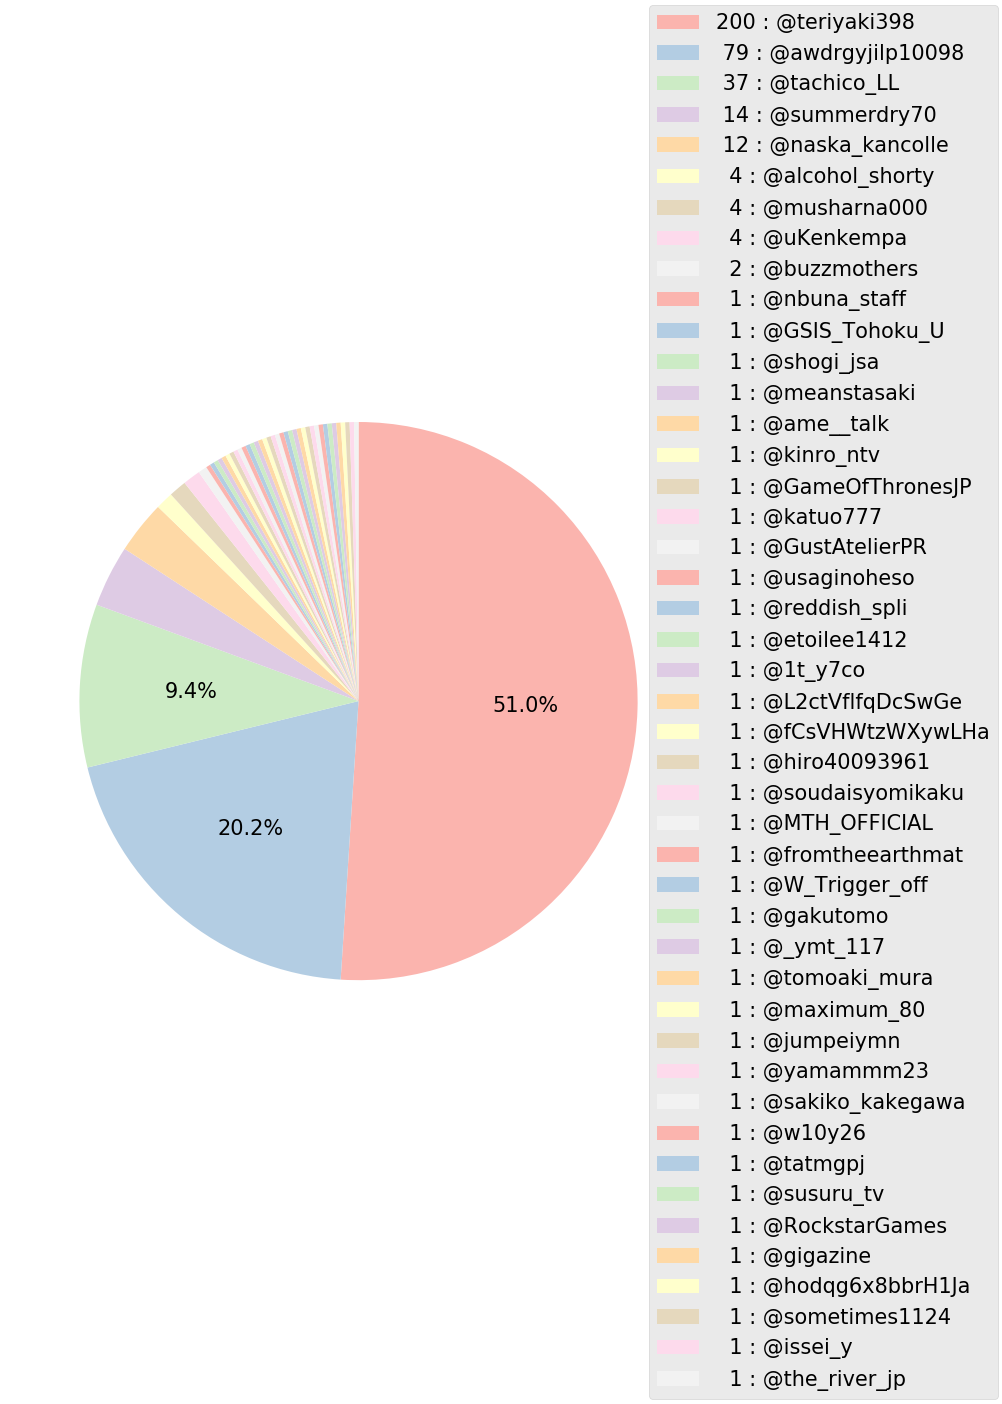 200 : @teriyaki398
79 : @awdrgyjilp10098
37 : @tachico_LL
14 : @summerdry70
12 : @naska_kancolle
4 : @alcohol_shorty
4 : @musharna000
4 : @uKenkempa
2 : @buzzmothers
1 : @nbuna_staff
1 : @GSIS_Tohoku_U
1 : @shogi_jsa
1 : @meanstasaki
1 : @ame__talk
1 : @kinro_ntv
1 : @GameOfThronesJP
1 : @katuo777
1 : @GustAtelierPR
1 : @usaginoheso
1 : @reddish_spli
1 : @etoilee1412
1 : @1t_y7co
1 : @L2ctVflfqDcSwGe
1 : @fCsVHWtzWXywLHa
1 : @hiro40093961
1 : @soudaisyomikaku
1 : @MTH_OFFICIAL
1 : @fromtheearthmat
1 : @W_Trigger_off
1 : @gakutomo
1 : @_ymt_117
1 : @tomoaki_mura
1 : @maximum_80
1 : @jumpeiymn
1 : @yamammm23
1 : @sakiko_kakegawa
1 : @w10y26
1 : @tatmgpj
1 : @susuru_tv
1 : @RockstarGames
1 : @gigazine
1 : @hodqg6x8bbrH1Ja
1 : @sometimes1124
1 : @issei_y
1 : @the_river_jp
51.0%
9.4%
20.2%